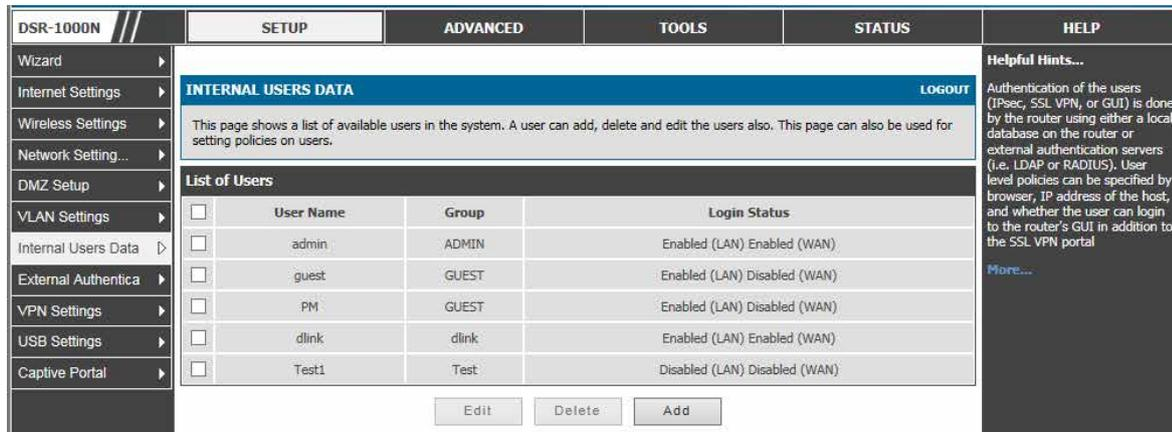 DSR-1000N
SETUP
ADVANCED
TOOLS
STATUS
HELP
Wizard
Internet Settings
Wireless Settings
Network Setting...
DMZ Setup
VLAN Settings
Internal Users Data
External Authentica
VPN Settings
USB Settings
Captive Portal
INTERNAL USERS DATA LOGOUT
This page shows a list of available users in the system. A user can add, delete and edit the users also. This page can also be used for
setting policies on users.
List of Users
User Name Group Login Status
admin ADMIN Enabled (LAN) Enabled (WAN)
guest GUEST Enabled (LAN) Disabled (WAN)
PM GUEST Enabled (LAN) Disabled (WAN)
dlink dlink Enabled (LAN) Enabled (WAN)
Test1 Test Disabled (LAN) Disabled (WAN)
Edit Delete Add
Helpful Hints...
Authentication of the users
(IPsec, SSL VPN, or GUI) is done
by the router using either a local
database on the router or
external authentication servers
(i.e. LDAP or RADIUS). User
level policies can be specified by
browser, IP address of the host,
and whether the user can login
to the router's GUI in addition to
the SSL VPN portal
More...